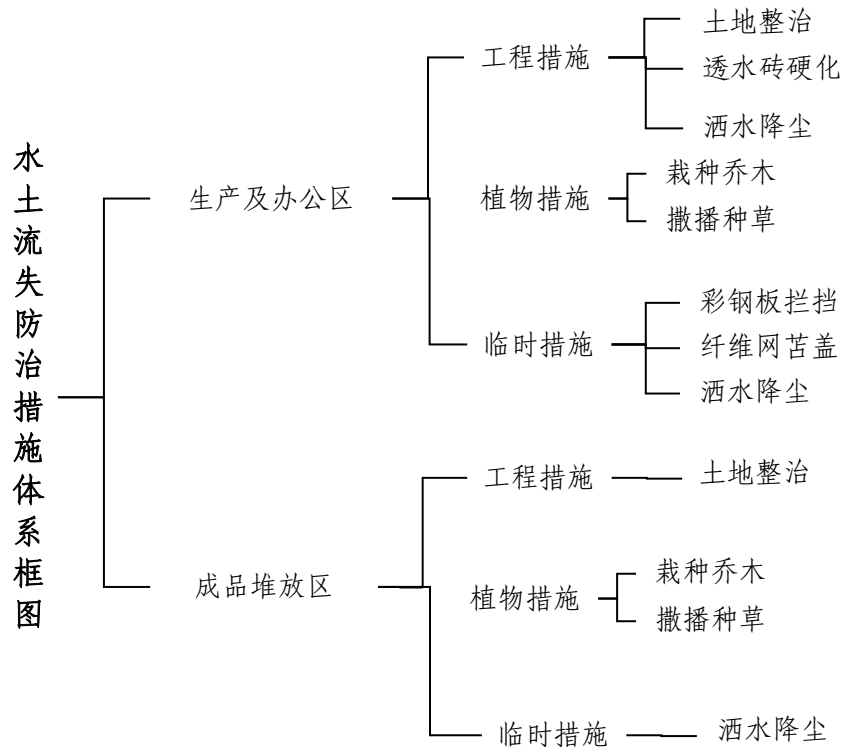 水土流失防治措施体系框图
生产及办公区
工程措施
土地整治
透水砖硬化
洒水降尘
植物措施
栽种乔木
撒播种草
临时措施
彩钢板拦挡
纤维网苫盖
洒水降尘
成品堆放区
工程措施
土地整治
植物措施
栽种乔木
撒播种草
临时措施
洒水降尘